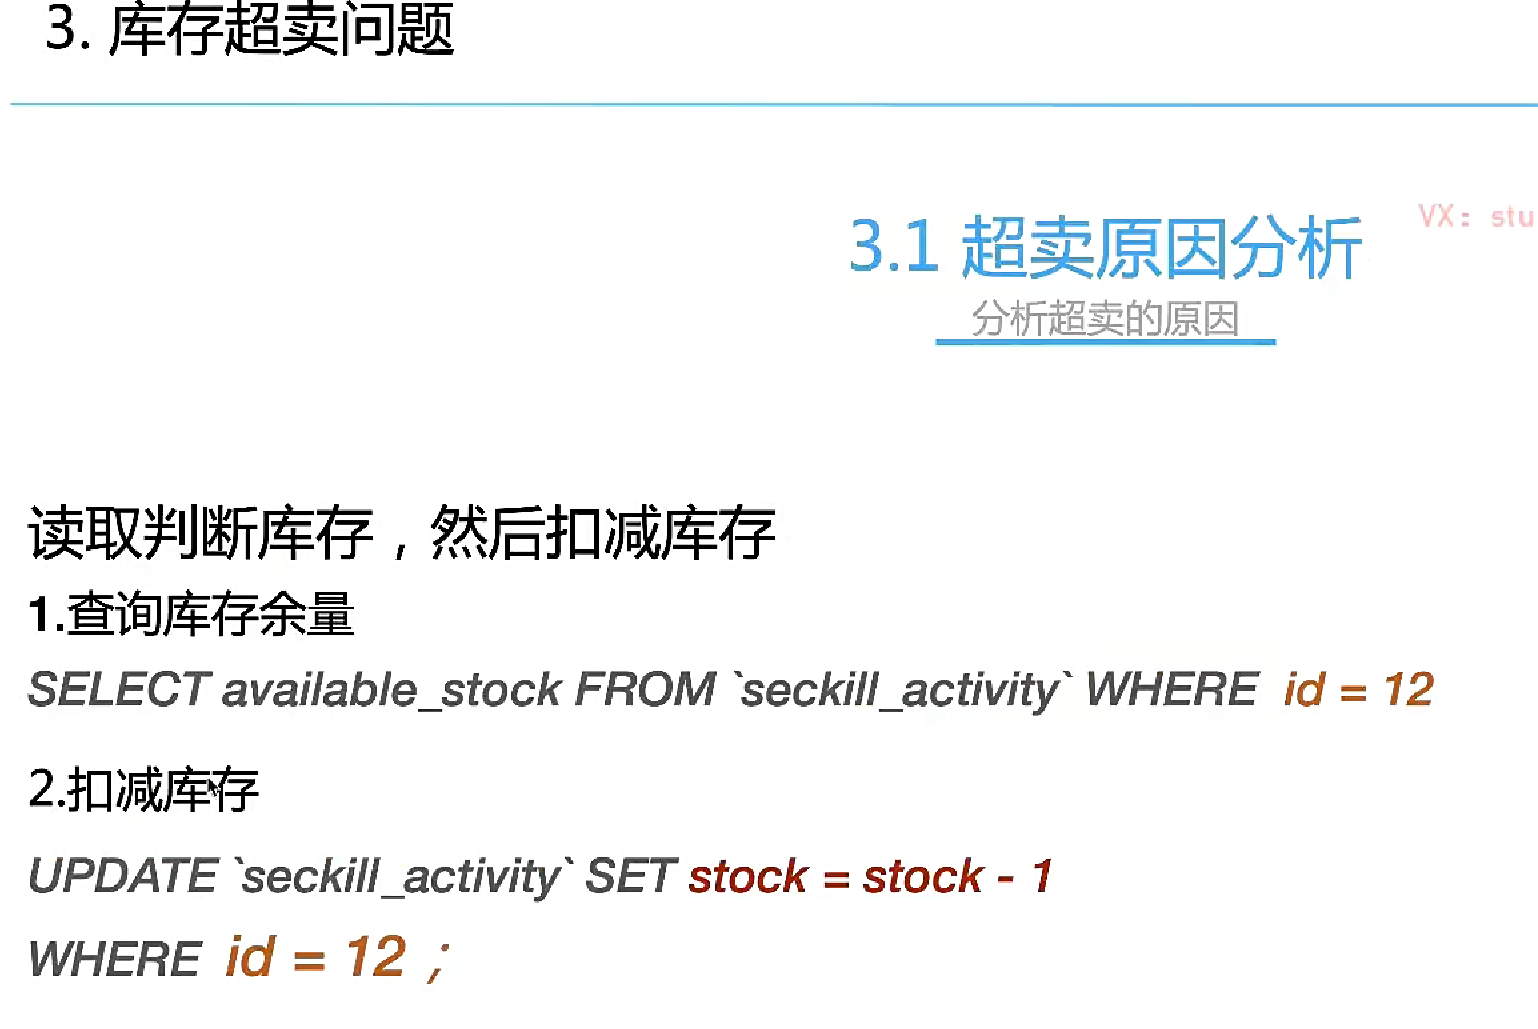 3. 库存超卖问题
3.1 超卖原因分析
VX: stu
分析超卖的原因
读取判断库存，然后扣减库存
1.查询库存余量
SELECT available_stock FROM `seckill_activity` WHERE id = 12
2.扣减库存
UPDATE `seckill_activity` SET stock = stock - 1
WHERE id = 12 ;